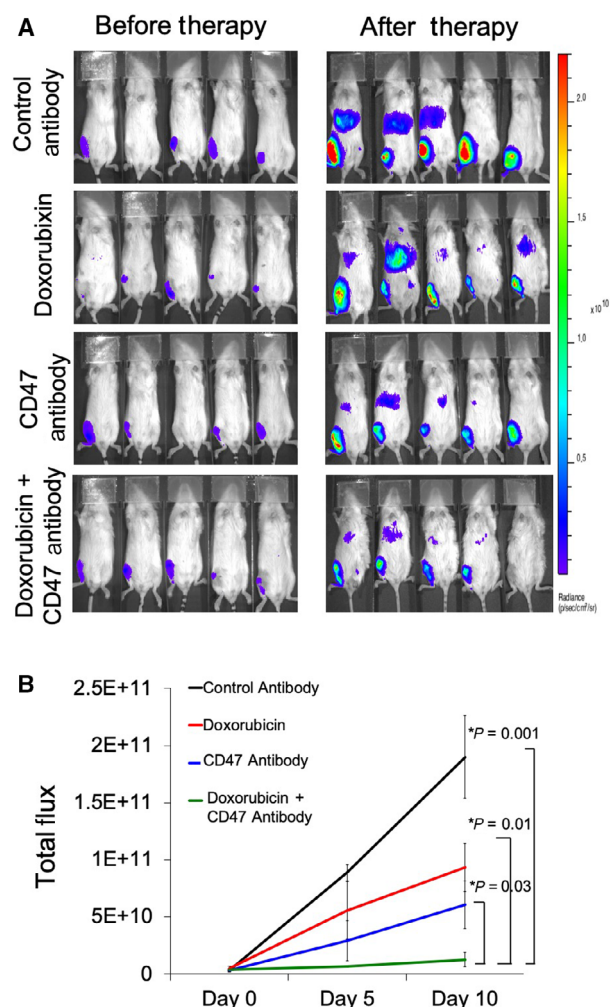 A
Before therapy
After therapy
Control
antibody
Doxorubixin
CD47
antibody
Doxorubicin +
CD47 antibody
2,0
1,5
x10¹⁰
1,0
0,5
Radiance
(p/sec/cm²/sr)
B
Total flux
2.5E+11
2E+11
1.5E+11
1E+11
5E+10
0
Control Antibody
Doxorubicin
CD47 Antibody
Doxorubicin +
CD47 Antibody
*P = 0.001
*P = 0.01
*P = 0.03
Day 0
Day 5
Day 10